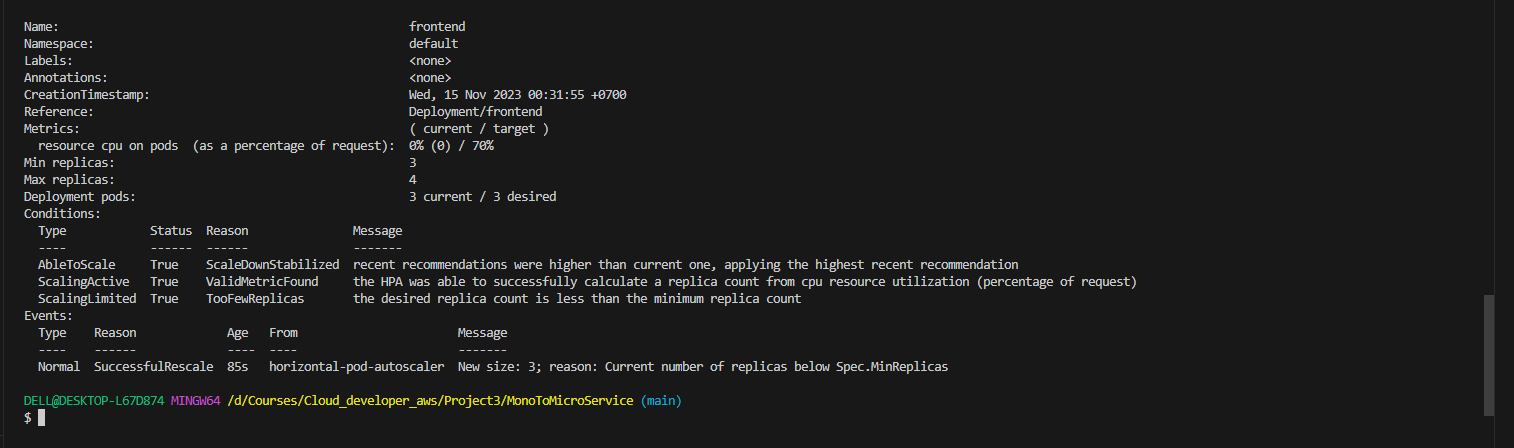 Name: frontend
Namespace: default
Labels: <none>
Annotations: <none>
CreationTimestamp: Wed, 15 Nov 2023 00:31:55 +0700
Reference: Deployment/frontend
Metrics: ( current / target )
resource cpu on pods (as a percentage of request): 0% (0) / 70%
Min replicas: 3
Max replicas: 4
Deployment pods: 3 current / 3 desired
Conditions:
Type Status Reason Message
---- ------ ------ -------
AbleToScale True ScaleDownStabilized recent recommendations were higher than current one, applying the highest recent recommendation
ScalingActive True ValidMetricFound the HPA was able to successfully calculate a replica count from cpu resource utilization (percentage of request)
ScalingLimited True TooFewReplicas the desired replica count is less than the minimum replica count
Events:
Type Reason Age From Message
---- ------ ---- ---- -------
Normal SuccessfulRescale 85s horizontal-pod-autoscaler New size: 3; reason: Current number of replicas below Spec.MinReplicas
DELL@DESKTOP-L67D874 MINGW64 /d/Courses/Cloud_developer_aws/Project3/MonoToMicroService (main)
$